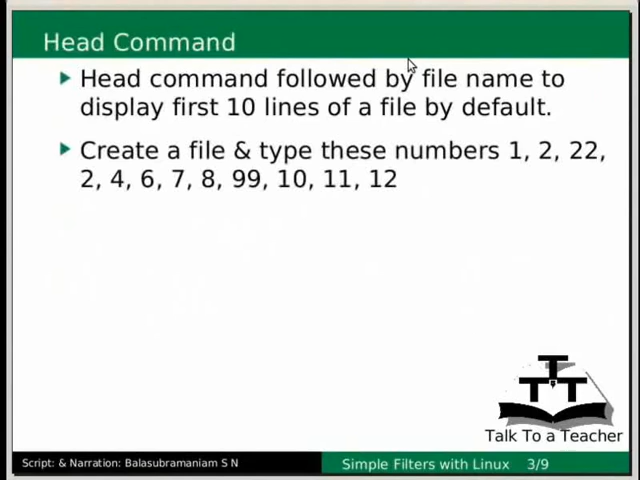 Head Command
Head command followed by file name to
display first 10 lines of a file by default.
Create a file & type these numbers 1, 2, 22,
2, 4, 6, 7, 8, 99, 10, 11, 12
TTT
Talk To a Teacher
Script: & Narration: Balasubramaniam S N
Simple Filters with Linux 3/9